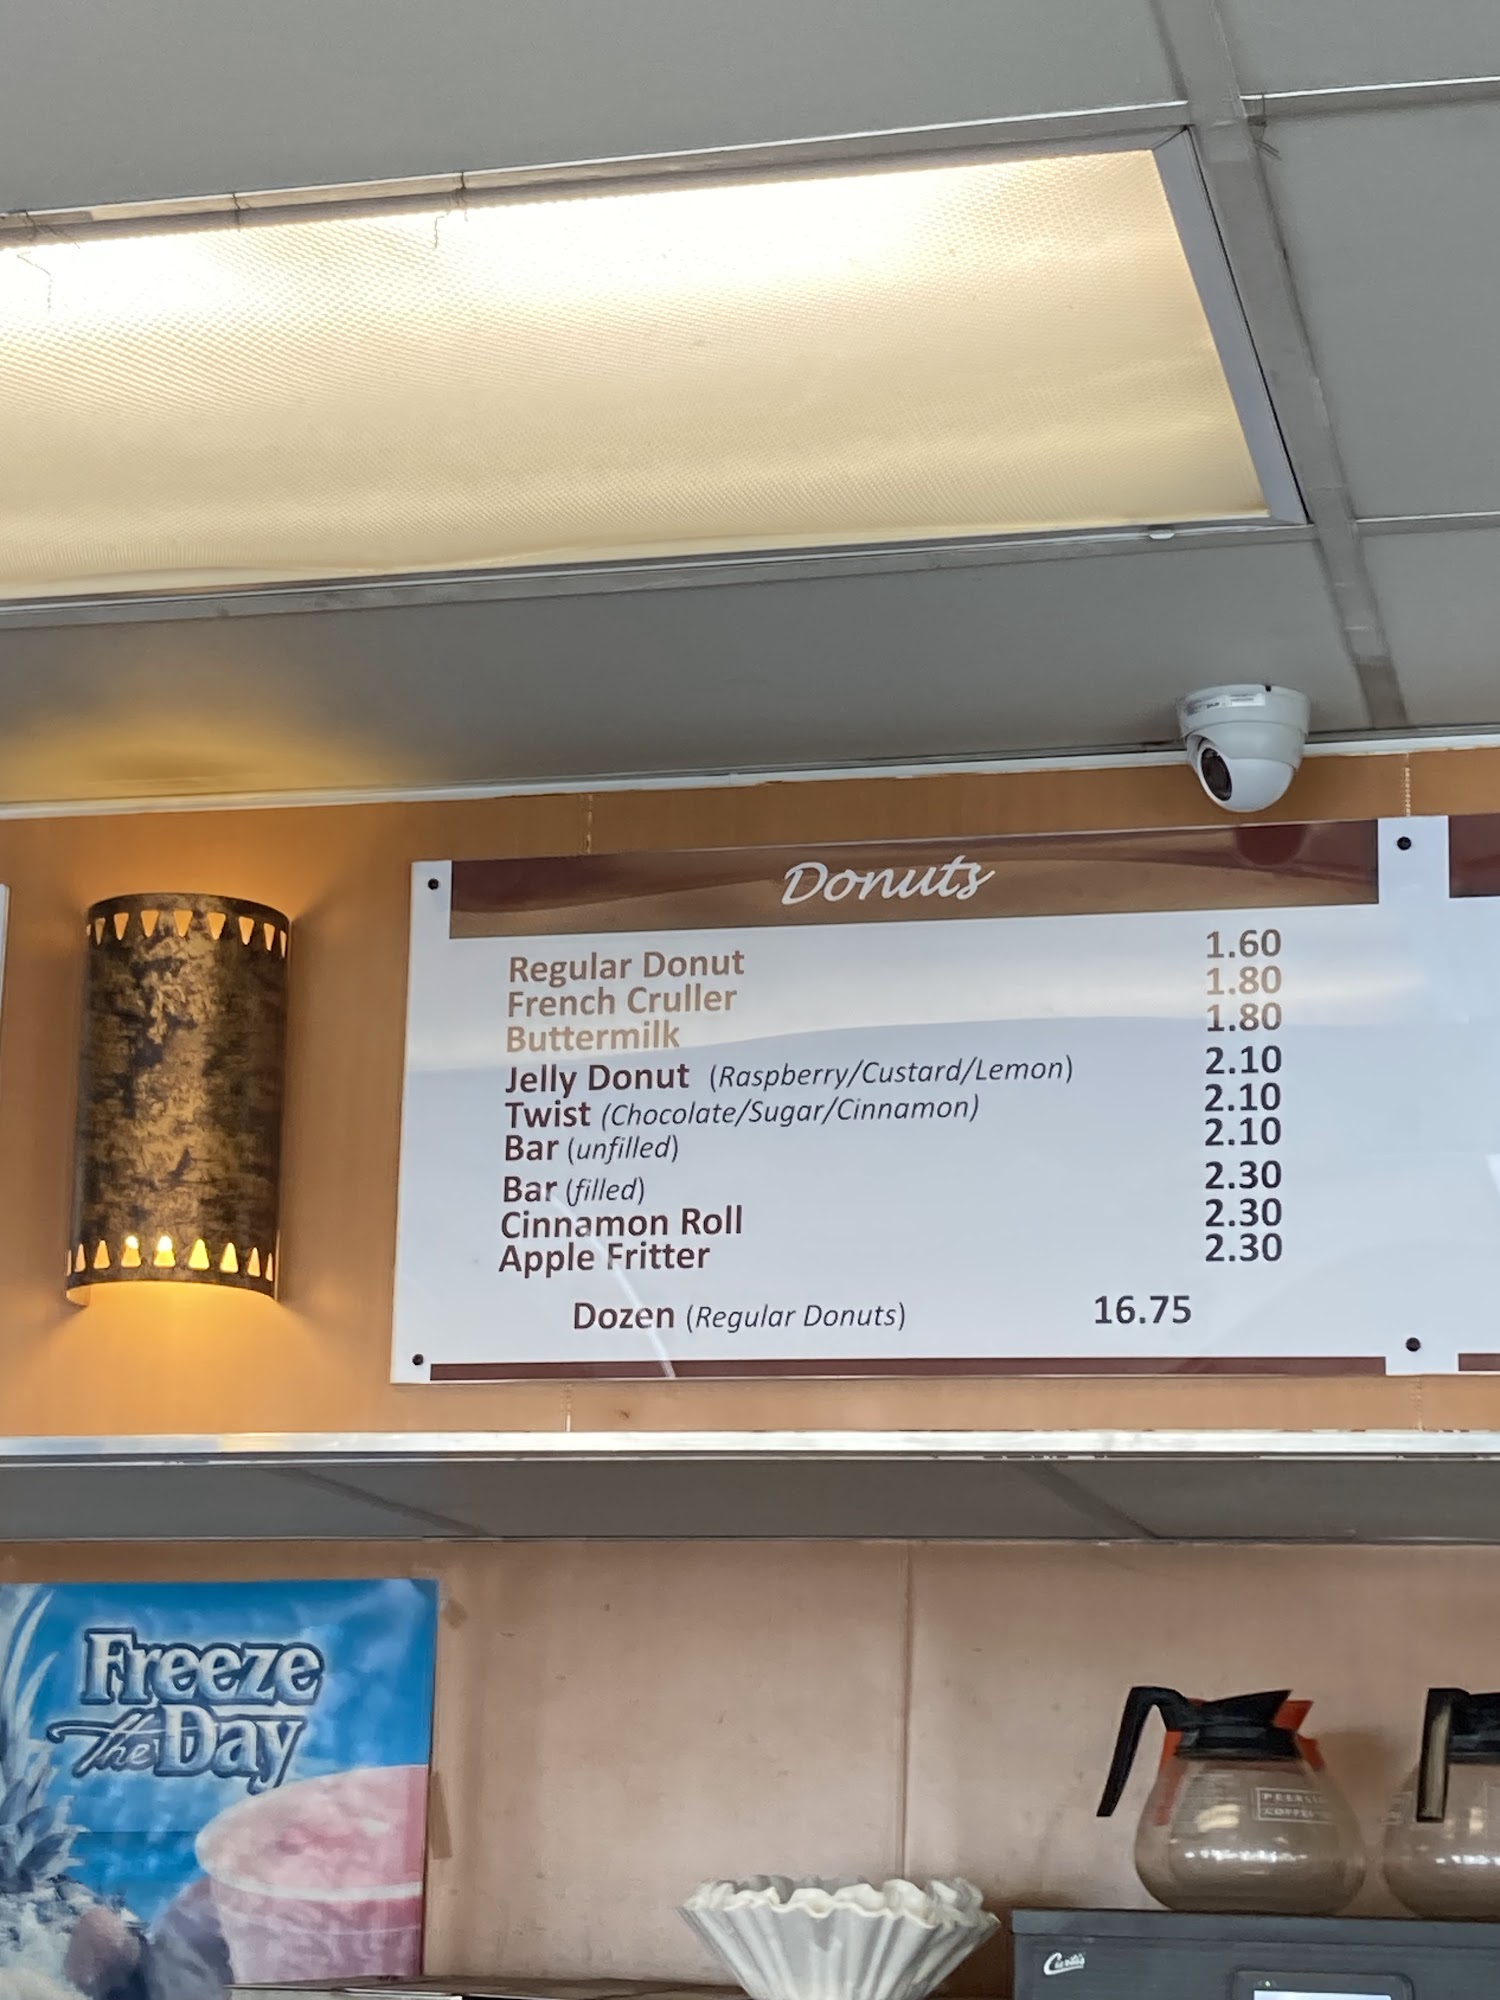 Donuts
Regular Donut 1.60
French Cruller 1.80
Buttermilk 1.80
Jelly Donut (Raspberry/Custard/Lemon) 2.10
Twist (Chocolate/Sugar/Cinnamon) 2.10
Bar (unfilled) 2.10
Bar (filled) 2.30
Cinnamon Roll 2.30
Apple Fritter 2.30
Dozen (Regular Donuts) 16.75
Freeze
The Day
COFFEE
Curtis